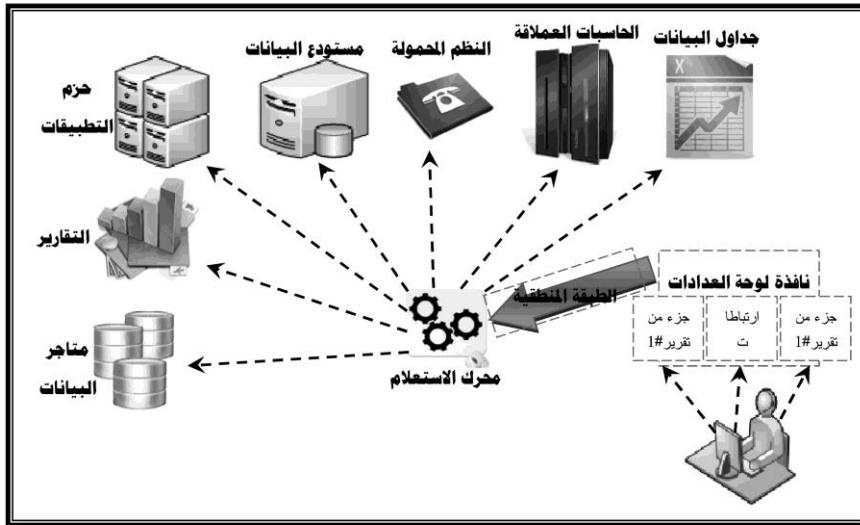 جداول البيانات
الحاسبات العملاقة
النظم المحمولة
مستودع البيانات
حزم
التطبيقات
X
التقارير
متاجر
البيانات
محرك الاستعلام
الطبقة المنطقية
نافذة لوحة العدادات
جزء من
تقرير#1
ارتباطا
ت
جزء من
تقرير#1